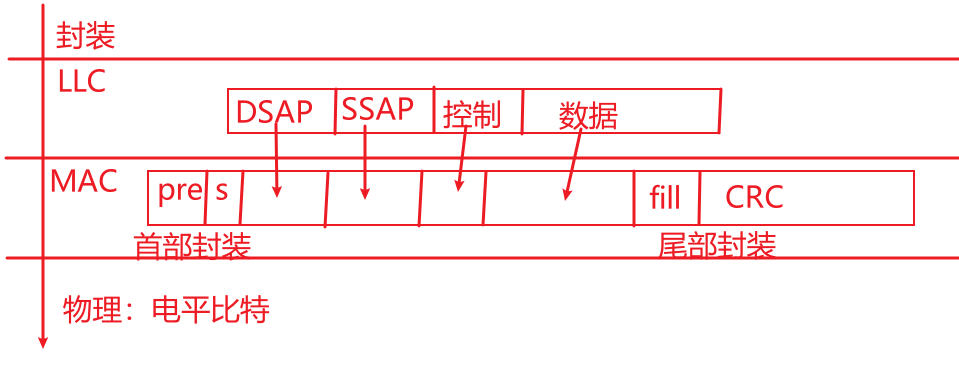 封装
LLC
DSAP SSAP 控制 数据
MAC
pre s fill CRC
首部封装 尾部封装
物理：电平比特